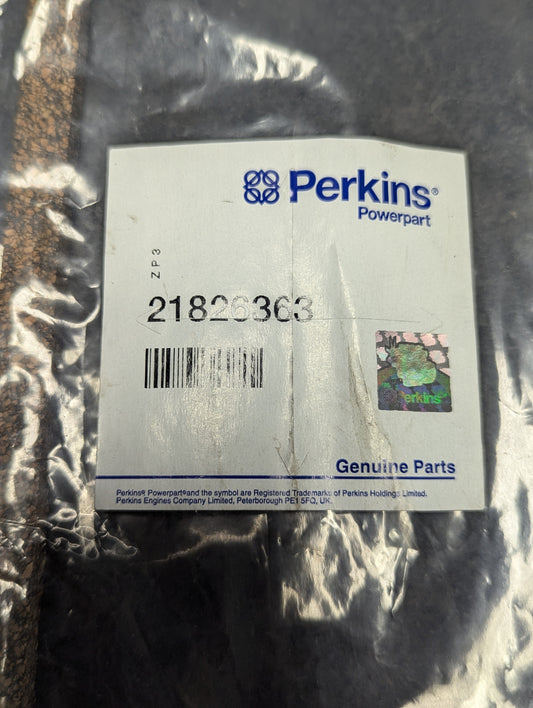 Perkins®
Powerpart
ZP3
21826363
erkins
Genuine Parts
Perkins® Powerpart®and the symbol are Registered Trademarks of Perkins Holdings Limited.
Perkins Engines Company Limited, Peterborough PE1 5FQ, UK.